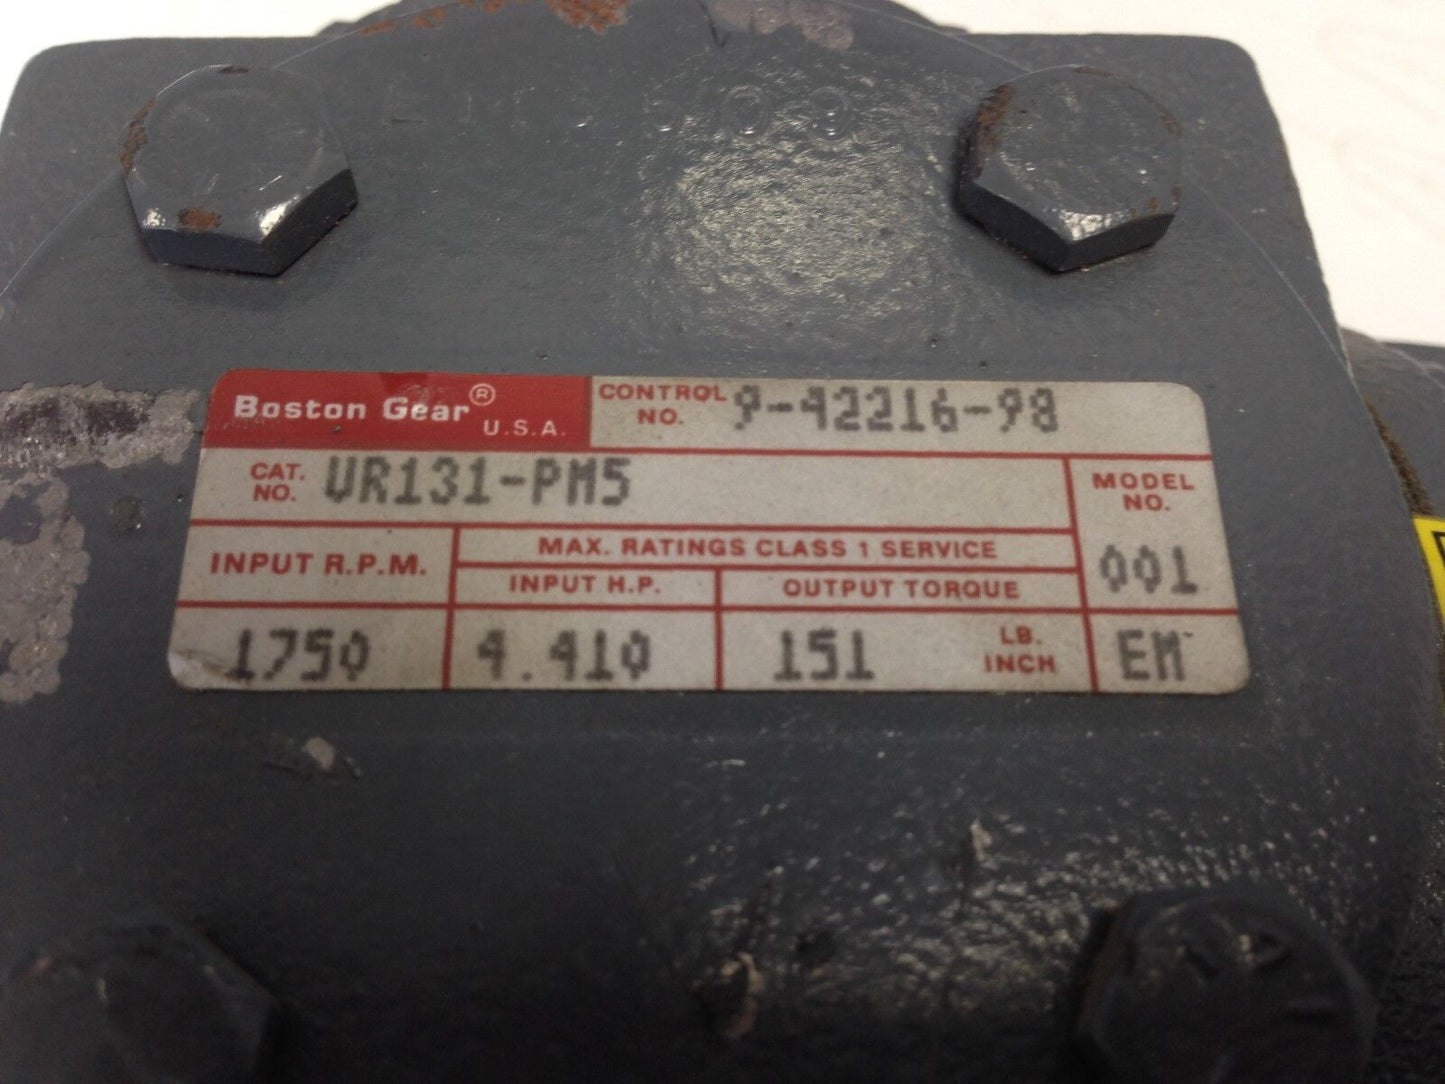 Boston Gear®
U.S.A.
CONTROL NO. 9-42216-98
CAT. NO. UR131-PM5
MODEL NO.
001
INPUT R.P.M.
MAX. RATINGS CLASS 1 SERVICE
INPUT H.P.
OUTPUT TORQUE
1750
4.410
151
LB. INCH
EM